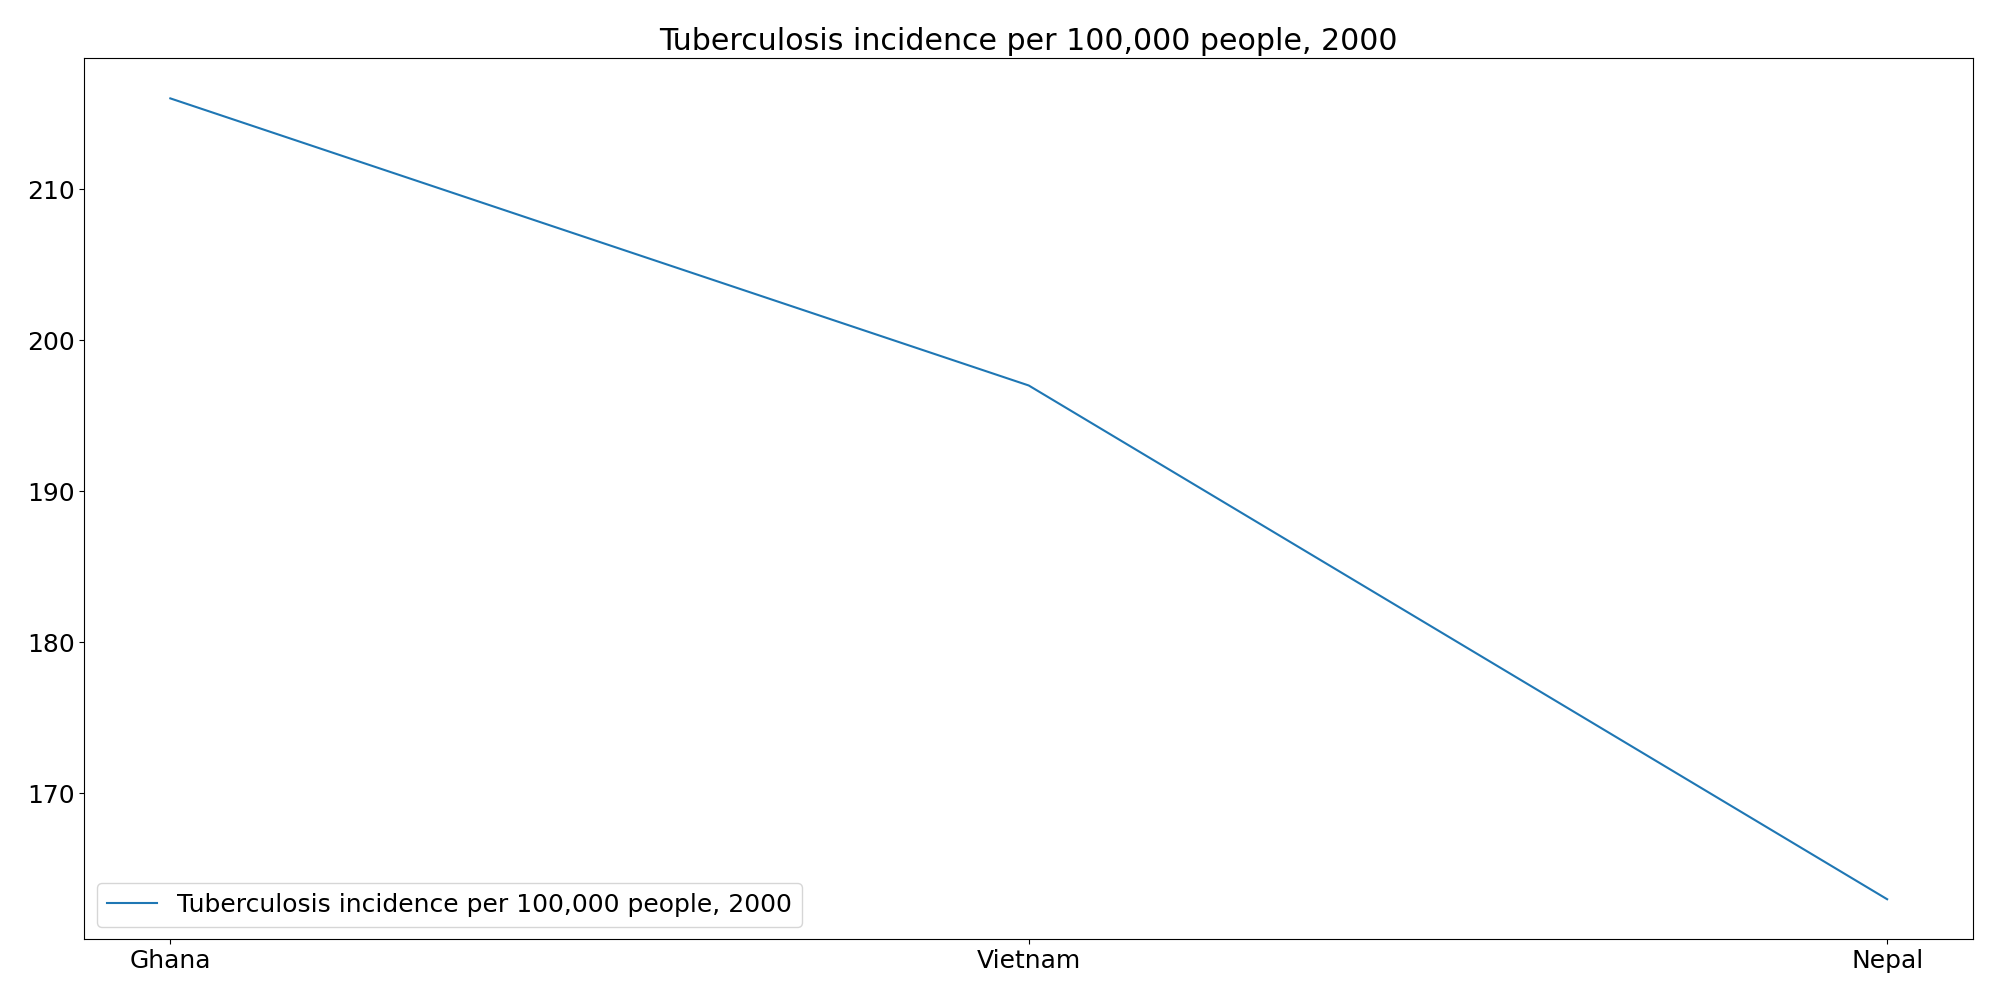 Tuberculosis incidence per 100,000 people, 2000
210
200
190
180
170
Tuberculosis incidence per 100,000 people, 2000
Ghana Vietnam Nepal